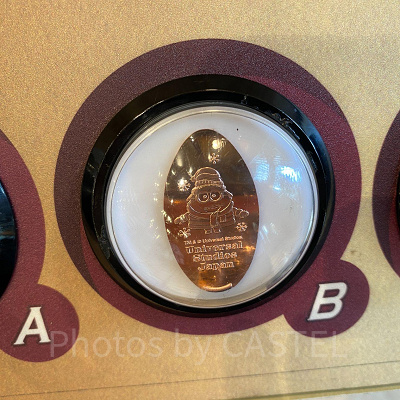 TM & © Universal Studios
Universal
Studios
Japan
A
B
Photos by CASTEL